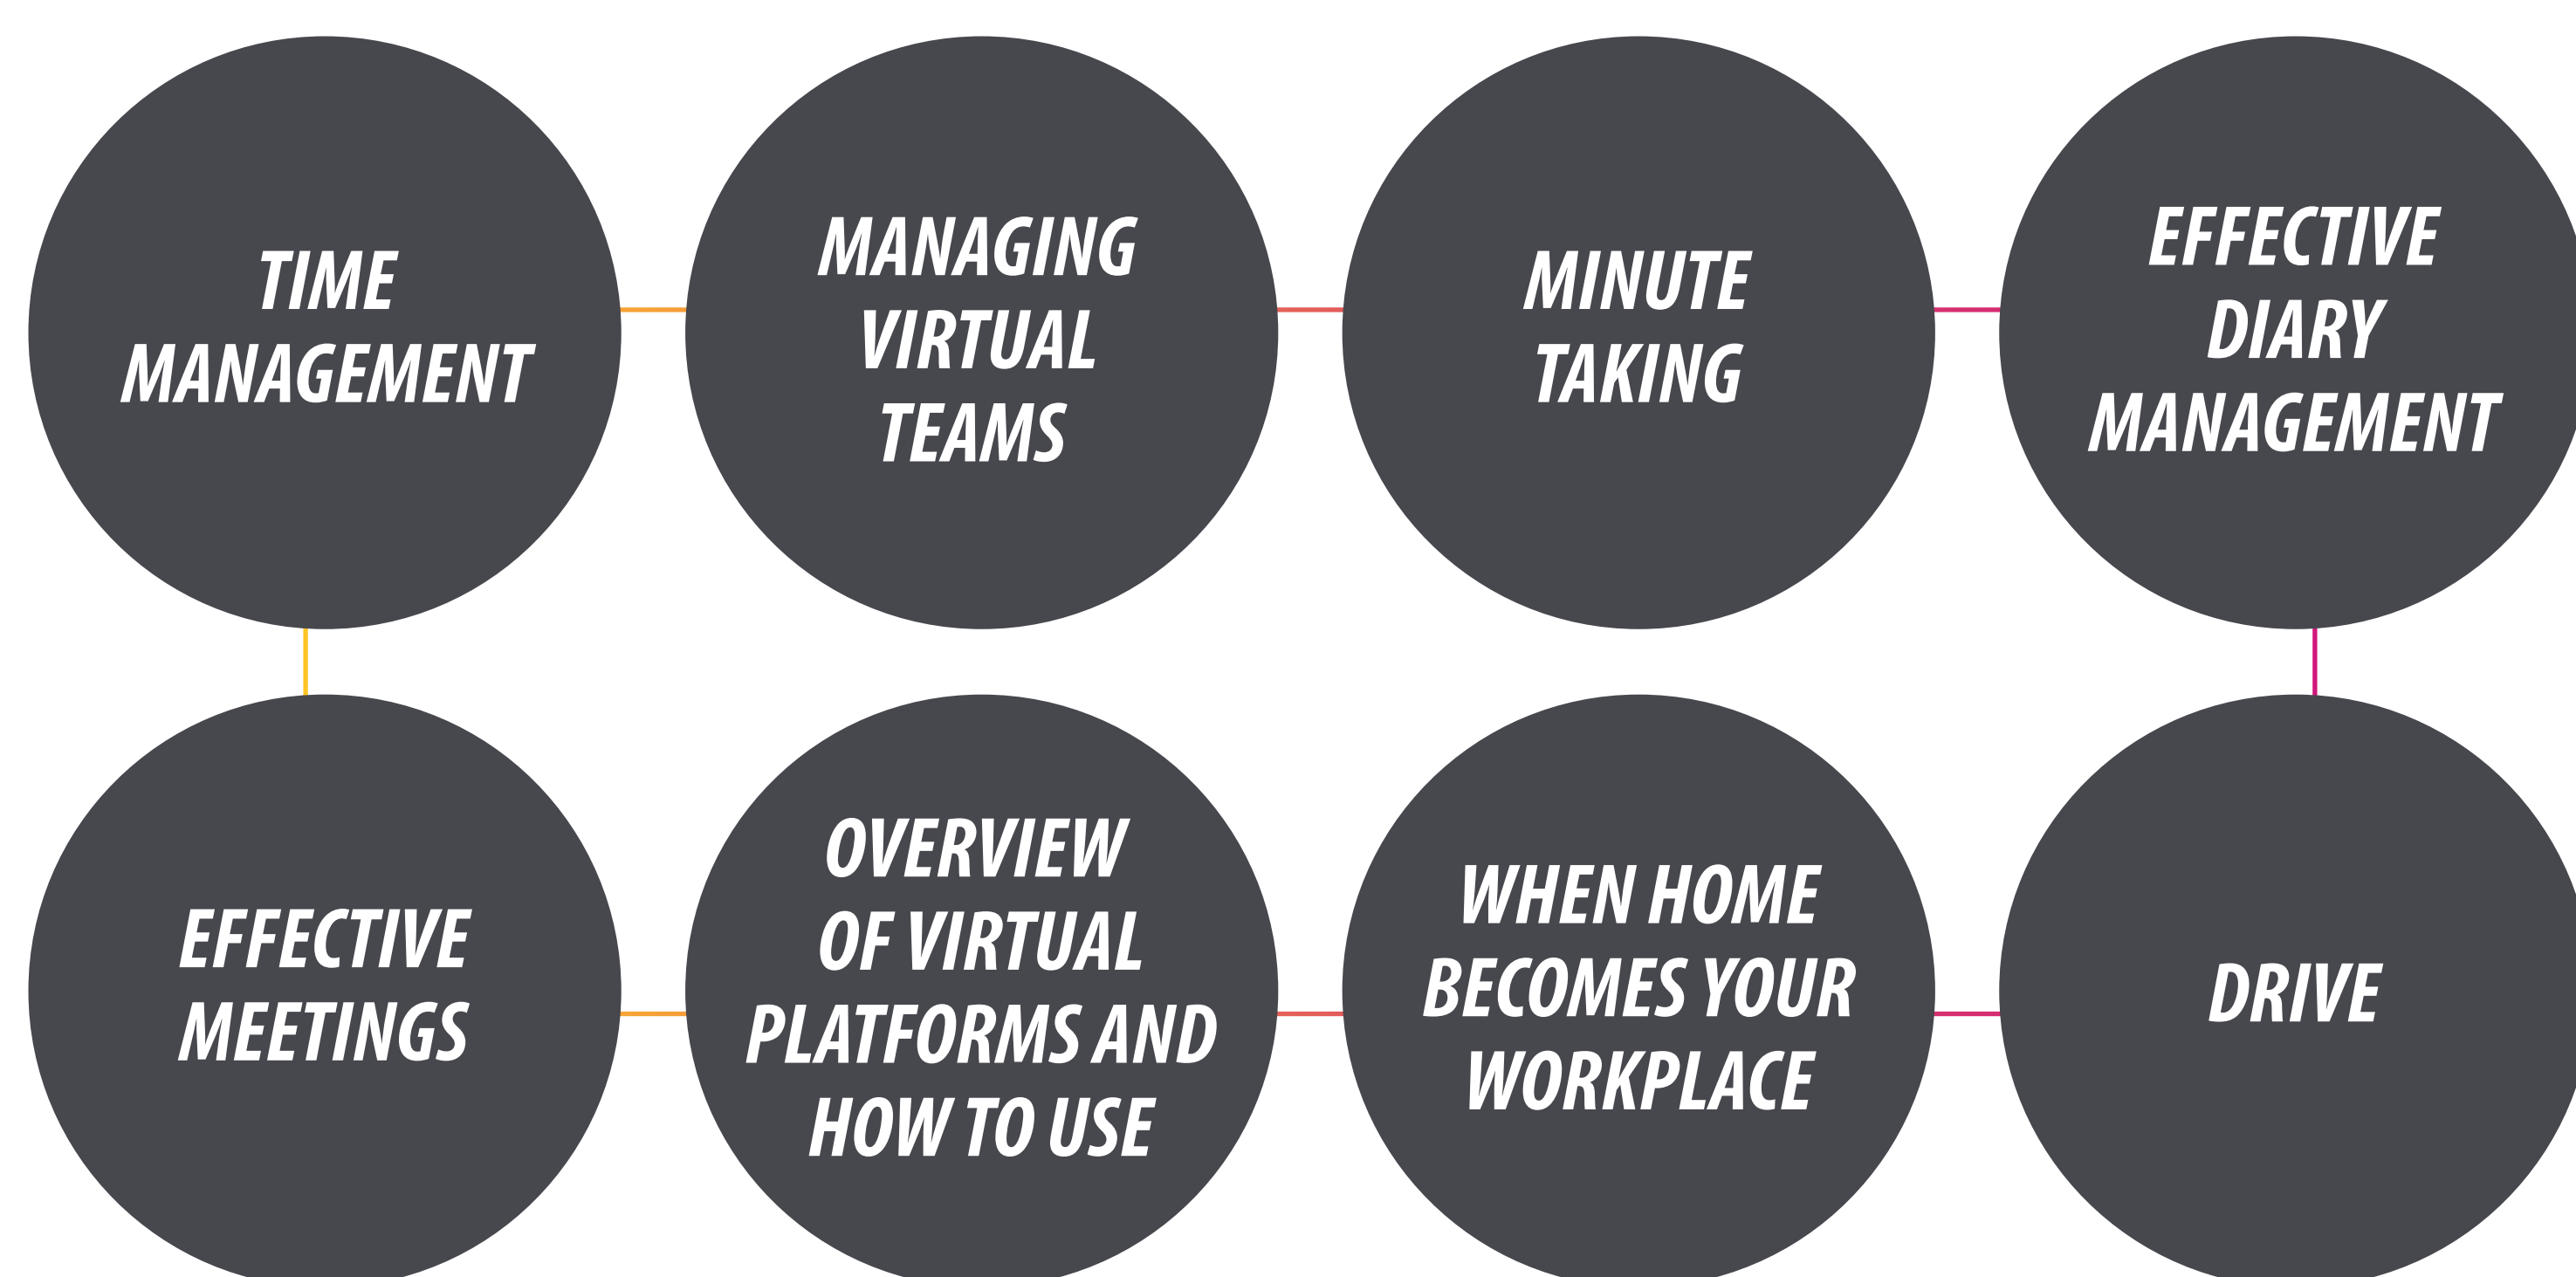 TIME
MANAGEMENT
MANAGING
VIRTUAL
TEAMS
MINUTE
TAKING
EFFECTIVE
DIARY
MANAGEMENT
EFFECTIVE
MEETINGS
OVERVIEW
OF VIRTUAL
PLATFORMS AND
HOW TO USE
WHEN HOME
BECOMES YOUR
WORKPLACE
DRIVE